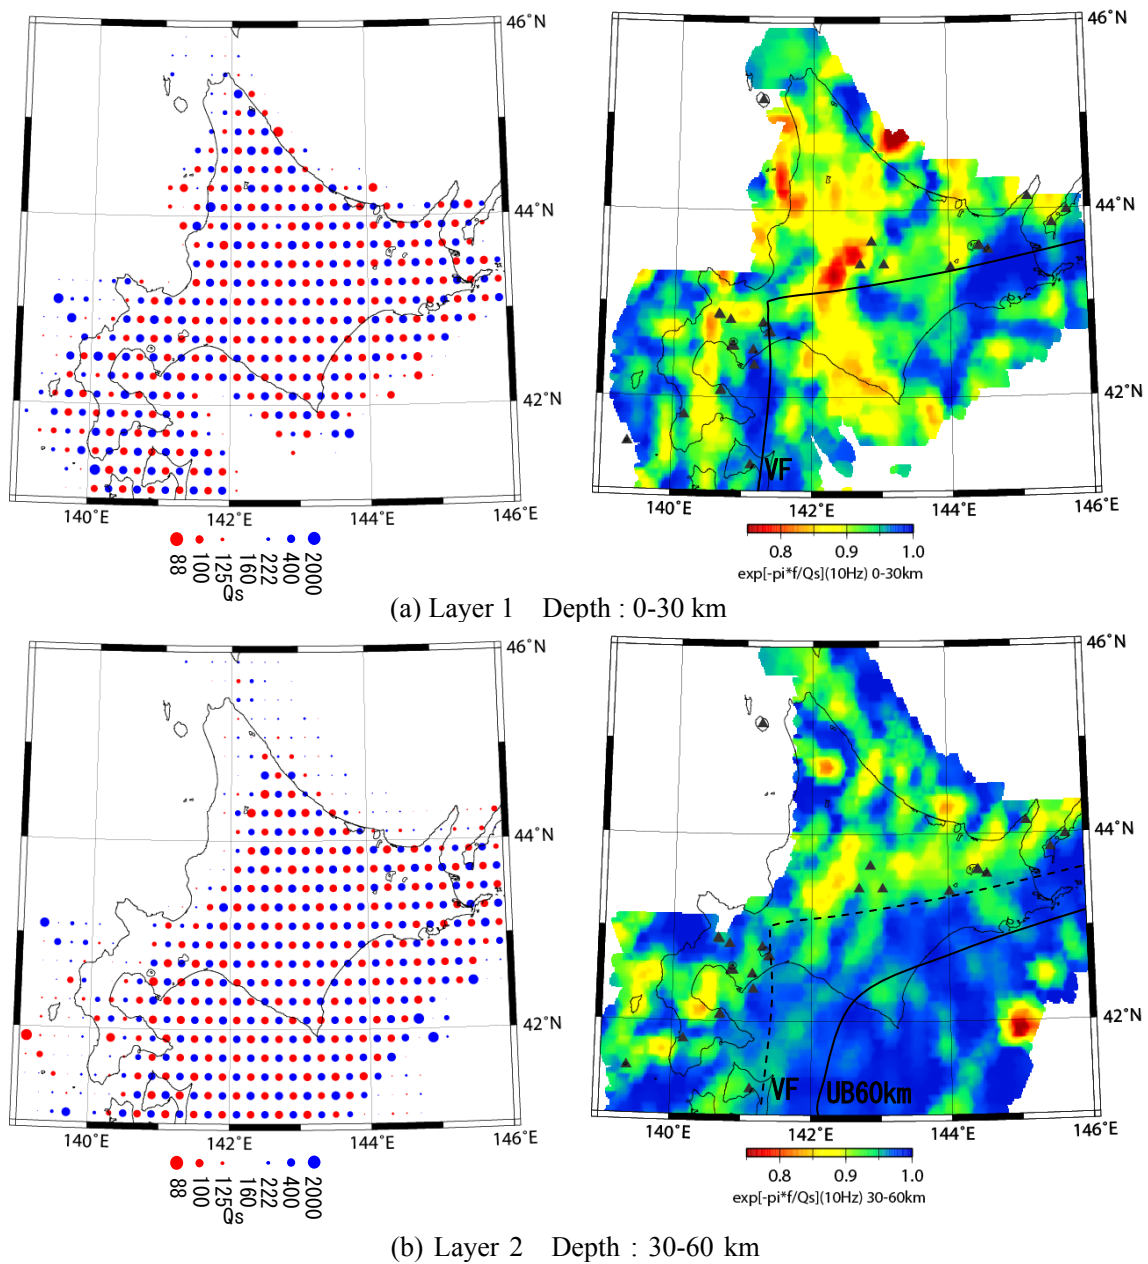 46˚N
46˚N
44˚N
44˚N
42˚N
42˚N
VF
140˚E
142˚E
144˚E
146˚E
140˚E
142˚E
144˚E
146˚E
88
100
125
160
222
400
2000
Qs
0.8
0.9
1.0
exp[-pi*f/Qs](10Hz) 0-30km
(a) Layer 1 Depth : 0-30 km
46˚N
46˚N
44˚N
44˚N
42˚N
42˚N
VF
UB60km
140˚E
142˚E
144˚E
146˚E
140˚E
142˚E
144˚E
146˚E
88
100
125
160
222
400
2000
Qs
0.8
0.9
1.0
exp[-pi*f/Qs](10Hz) 30-60km
(b) Layer 2 Depth : 30-60 km